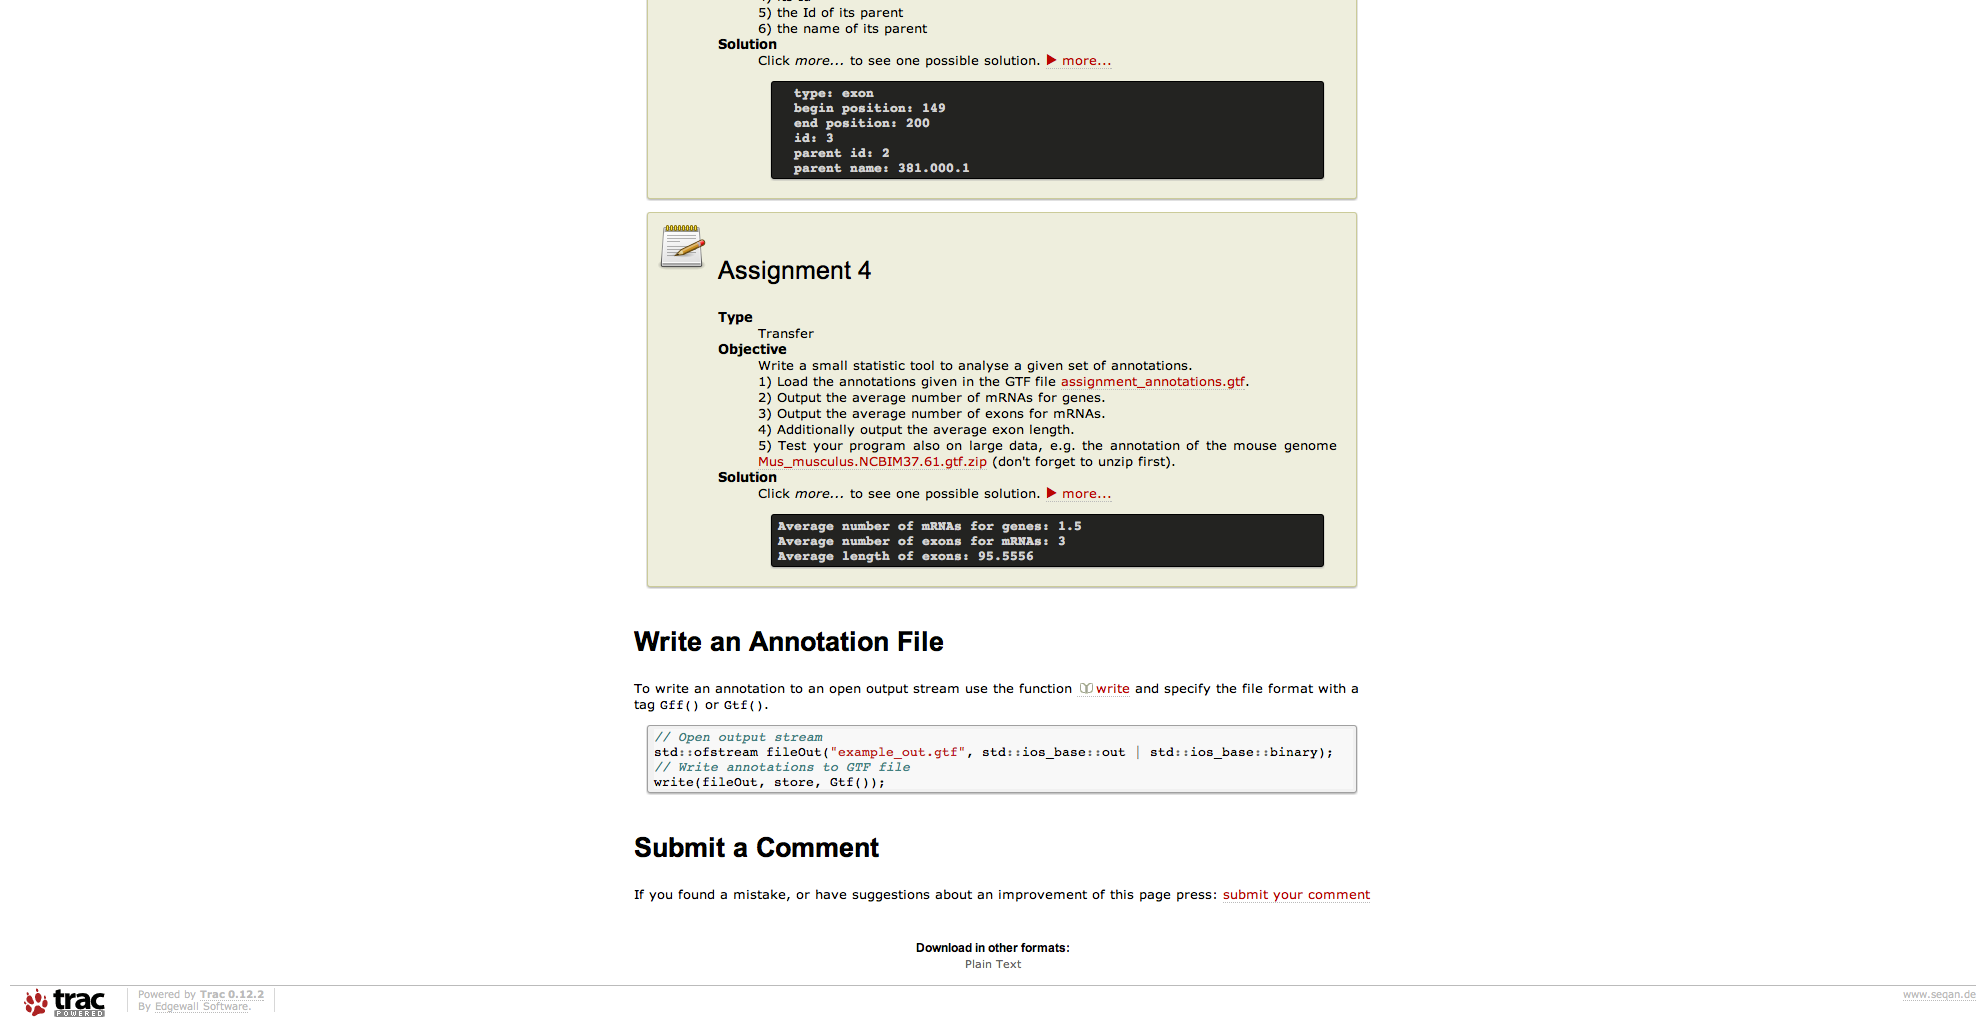 5) the Id of its parent
6) the name of its parent
Solution
Click more... to see one possible solution. ▶ more...
type: exon
begin position: 149
end position: 200
id: 3
parent id: 2
parent name: 381.000.1
Assignment 4
Type
Transfer
Objective
Write a small statistic tool to analyse a given set of annotations.
1) Load the annotations given in the GTF file assignment_annotations.gtf.
2) Output the average number of mRNAs for genes.
3) Output the average number of exons for mRNAs.
4) Additionally output the average exon length.
5) Test your program also on large data, e.g. the annotation of the mouse genome
Mus_musculus.NCBIM37.61.gtf.zip (don't forget to unzip first).
Solution
Click more... to see one possible solution. ▶ more...
Average number of mRNAs for genes: 1.5
Average number of exons for mRNAs: 3
Average length of exons: 95.5556
Write an Annotation File
To write an annotation to an open output stream use the function write and specify the file format with a
tag Gff() or Gtf().
// Open output stream
std::ofstream fileOut("example_out.gtf", std::ios_base::out | std::ios_base::binary);
// Write annotations to GTF file
write(fileOut, store, Gtf());
Submit a Comment
If you found a mistake, or have suggestions about an improvement of this page press: submit your comment
Download in other formats:
Plain Text
trac
POWERED
Powered by Trac 0.12.2
By Edgewall Software.
www.seqan.de